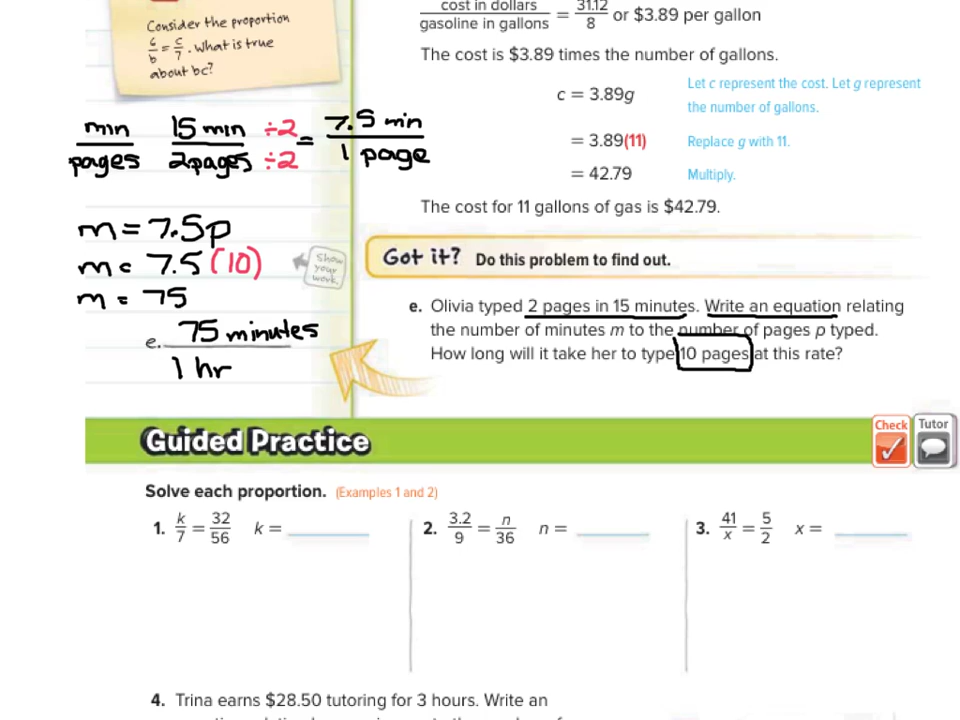 Consider the proportion
c/b = c/7. What is true
about bc?
cost in dollars / gasoline in gallons = 31.12 / 8 or $3.89 per gallon
The cost is $3.89 times the number of gallons.
c = 3.89g Let c represent the cost. Let g represent
the number of gallons.
= 3.89(11) Replace g with 11.
= 42.79 Multiply.
The cost for 11 gallons of gas is $42.79.
min / pages 15 min / 2 pages ÷2 / ÷2 = 7.5 min / 1 page
m = 7.5p
m = 7.5 (10)
m = 75
e. 75 minutes
1 hr
Show
your
work.
Got it? Do this problem to find out.
e. Olivia typed 2 pages in 15 minutes. Write an equation relating
the number of minutes m to the number of pages p typed.
How long will it take her to type 10 pages at this rate?
Guided Practice
Check Tutor
Solve each proportion. (Examples 1 and 2)
1. k/7 = 32/56 k =
2. 3.2/9 = n/36 n =
3. 41/x = 5/2 x =
4. Trina earns $28.50 tutoring for 3 hours. Write an